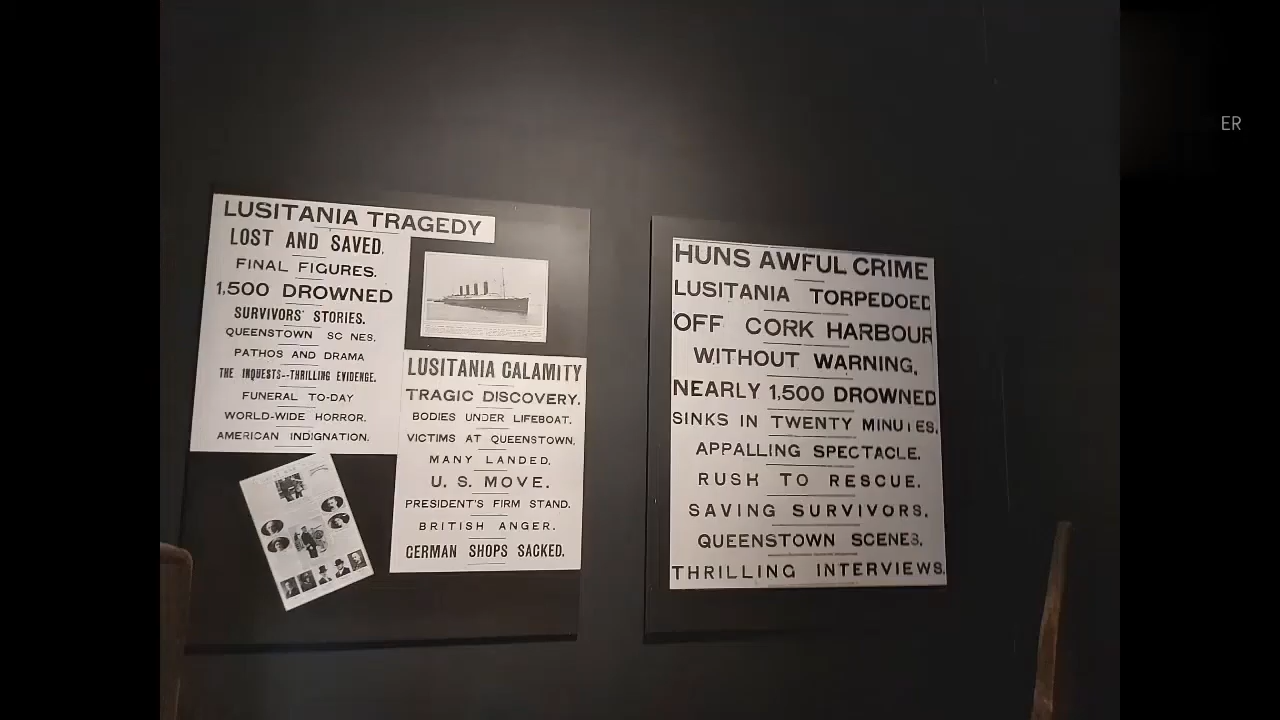 LUSITANIA TRAGEDY
LOST AND SAVED.
FINAL FIGURES.
1,500 DROWNED
SURVIVORS' STORIES.
QUEENSTOWN SC NES.
PATHOS AND DRAMA
THE INQUESTS--THRILLING EVIDENCE.
FUNERAL TO-DAY
WORLD-WIDE HORROR.
AMERICAN INDIGNATION.
LUSITANIA CALAMITY
TRAGIC DISCOVERY.
BODIES UNDER LIFEBOAT.
VICTIMS AT QUEENSTOWN.
MANY LANDED.
U. S. MOVE.
PRESIDENT'S FIRM STAND.
BRITISH ANGER.
GERMAN SHOPS SACKED.
HUNS AWFUL CRIME
LUSITANIA TORPEDOED
OFF CORK HARBOUR
WITHOUT WARNING,
NEARLY 1,500 DROWNED
SINKS IN TWENTY MINUTES.
APPALLING SPECTACLE.
RUSH TO RESCUE.
SAVING SURVIVORS.
QUEENSTOWN SCENES.
THRILLING INTERVIEWS.
ER